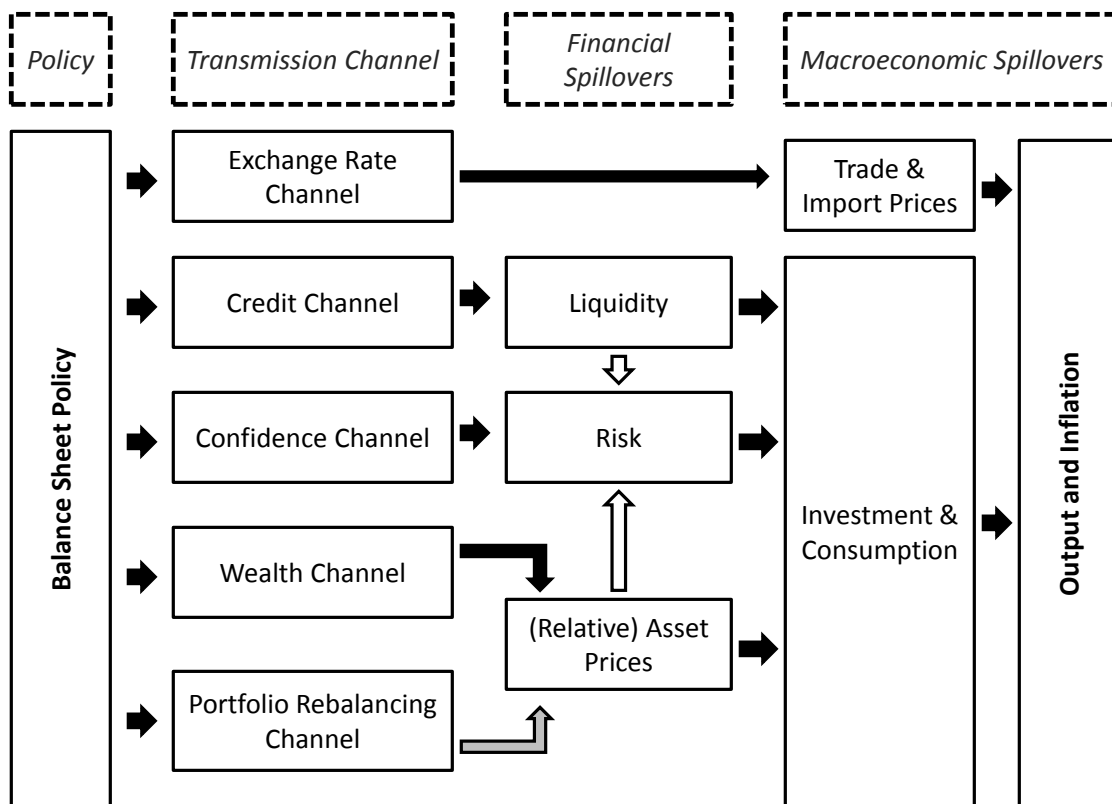 Policy
Transmission Channel
Financial
Spillovers
Macroeconomic Spillovers
Balance Sheet Policy
Exchange Rate
Channel
Trade &
Import Prices
Credit Channel
Liquidity
Confidence Channel
Risk
Wealth Channel
(Relative) Asset
Prices
Portfolio Rebalancing
Channel
Investment &
Consumption
Output and Inflation